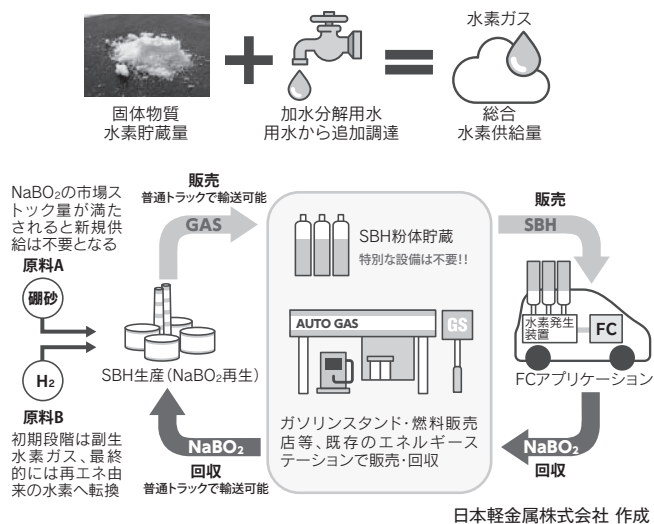 水素ガス
固体物質
水素貯蔵量
加水分解用水
用水から追加調達
総合
水素供給量
NaBO₂の市場ス
トック量が満た
されると新規供
給は不要となる
販売
普通トラックで輸送可能
GAS
SBH粉体貯蔵
特別な設備は不要!!
販売
SBH
原料A
硼砂
H₂
原料B
初期段階は副生
水素ガス、最終
的には再エネ由
来の水素へ転換
SBH生産(NaBO₂再生)
AUTO GAS
GS
水素発生
装置
FC
FCアプリケーション
ガソリンスタンド・燃料販売
店等、既存のエネルギース
テーションで販売・回収
NaBO₂
回収
普通トラックで輸送可能
NaBO₂
回収
日本軽金属株式会社 作成